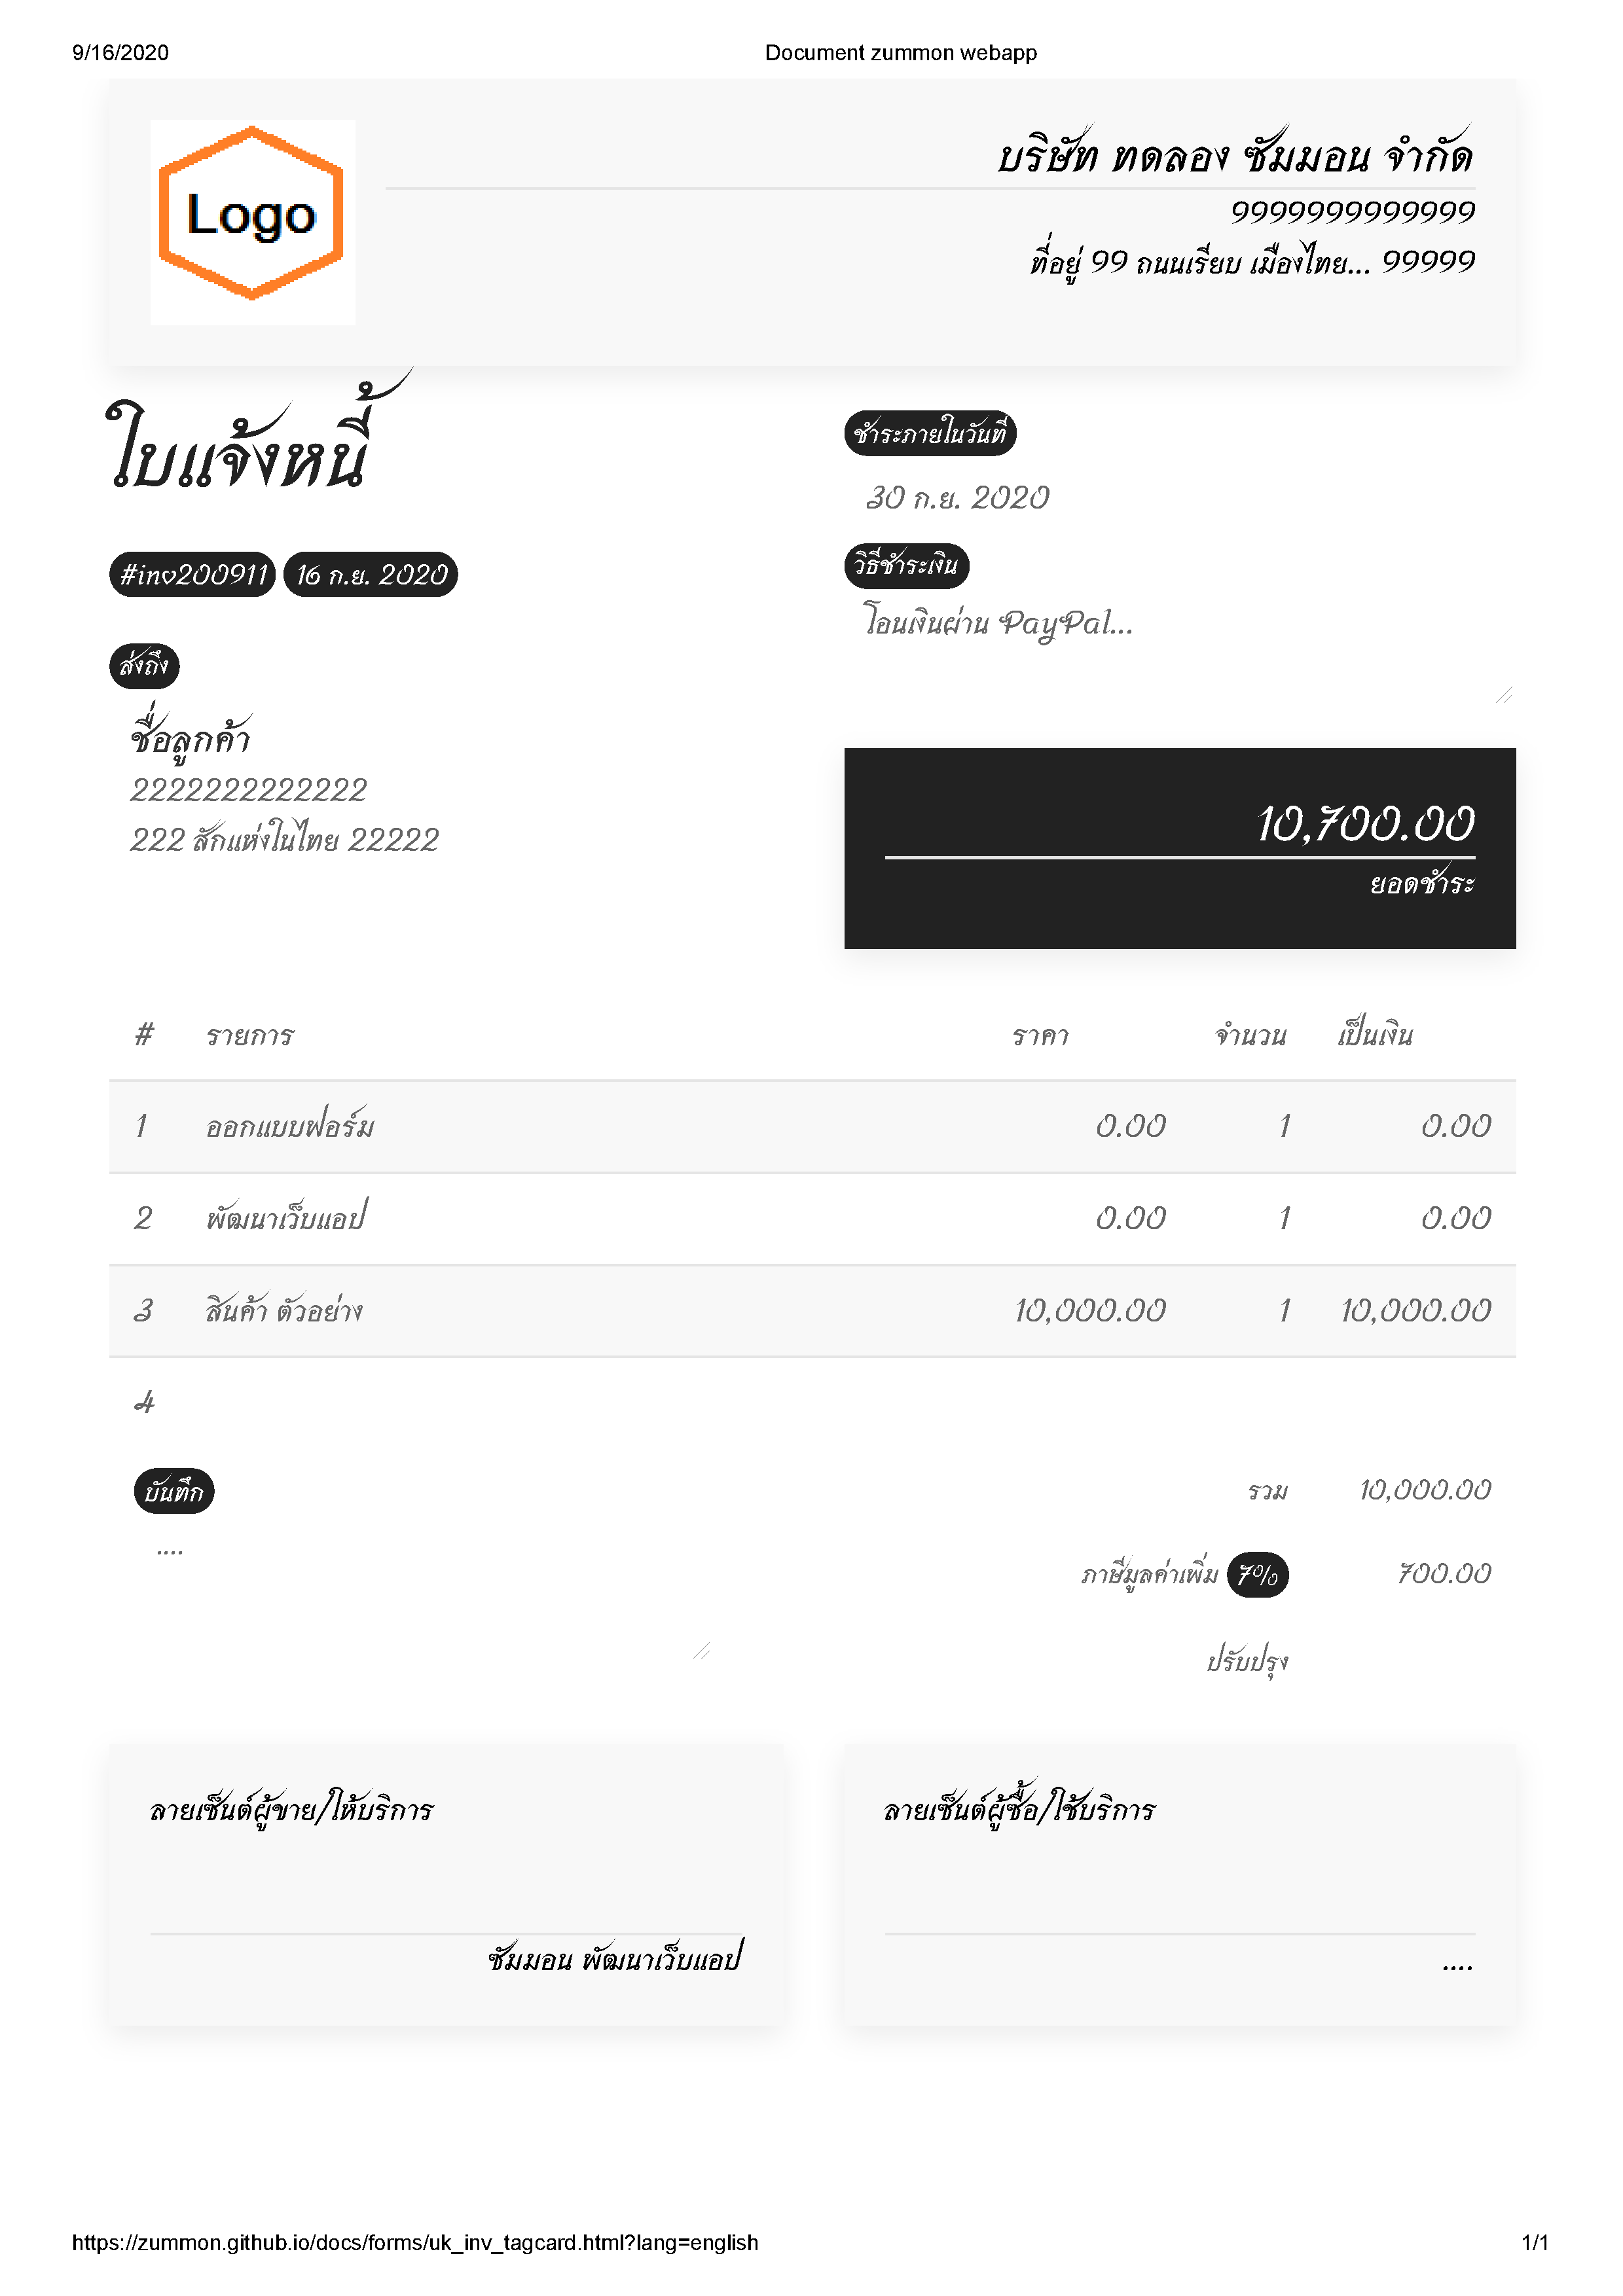 9/16/2020 Document zummon webapp
Logo
บริษัท ทดลอง ซัมมอน จำกัด
9999999999999
ที่อยู่ 99 ถนนเรียบ เมืองไทย... 99999
ใบแจ้งหนี้
#inv200911 16 ก.ย. 2020
ส่งถึง
ชื่อลูกค้า
2222222222222
222 สักแห่งในไทย 22222
ชำระภายในวันที่
30 ก.ย. 2020
วิธีชำระเงิน
โอนเงินผ่าน PayPal...
10,700.00
ยอดชำระ
# รายการ ราคา จำนวน เป็นเงิน
1 ออกแบบฟอร์ม 0.00 1 0.00
2 พัฒนาเว็บแอป 0.00 1 0.00
3 สินค้า ตัวอย่าง 10,000.00 1 10,000.00
4
บันทึก
....
รวม 10,000.00
ภาษีมูลค่าเพิ่ม 7% 700.00
ปรับปรุง
ลายเซ็นต์ผู้ขาย/ให้บริการ
ซัมมอน พัฒนาเว็บแอป
ลายเซ็นต์ผู้ซื้อ/ใช้บริการ
....
https://zummon.github.io/docs/forms/uk_inv_tagcard.html?lang=english 1/1